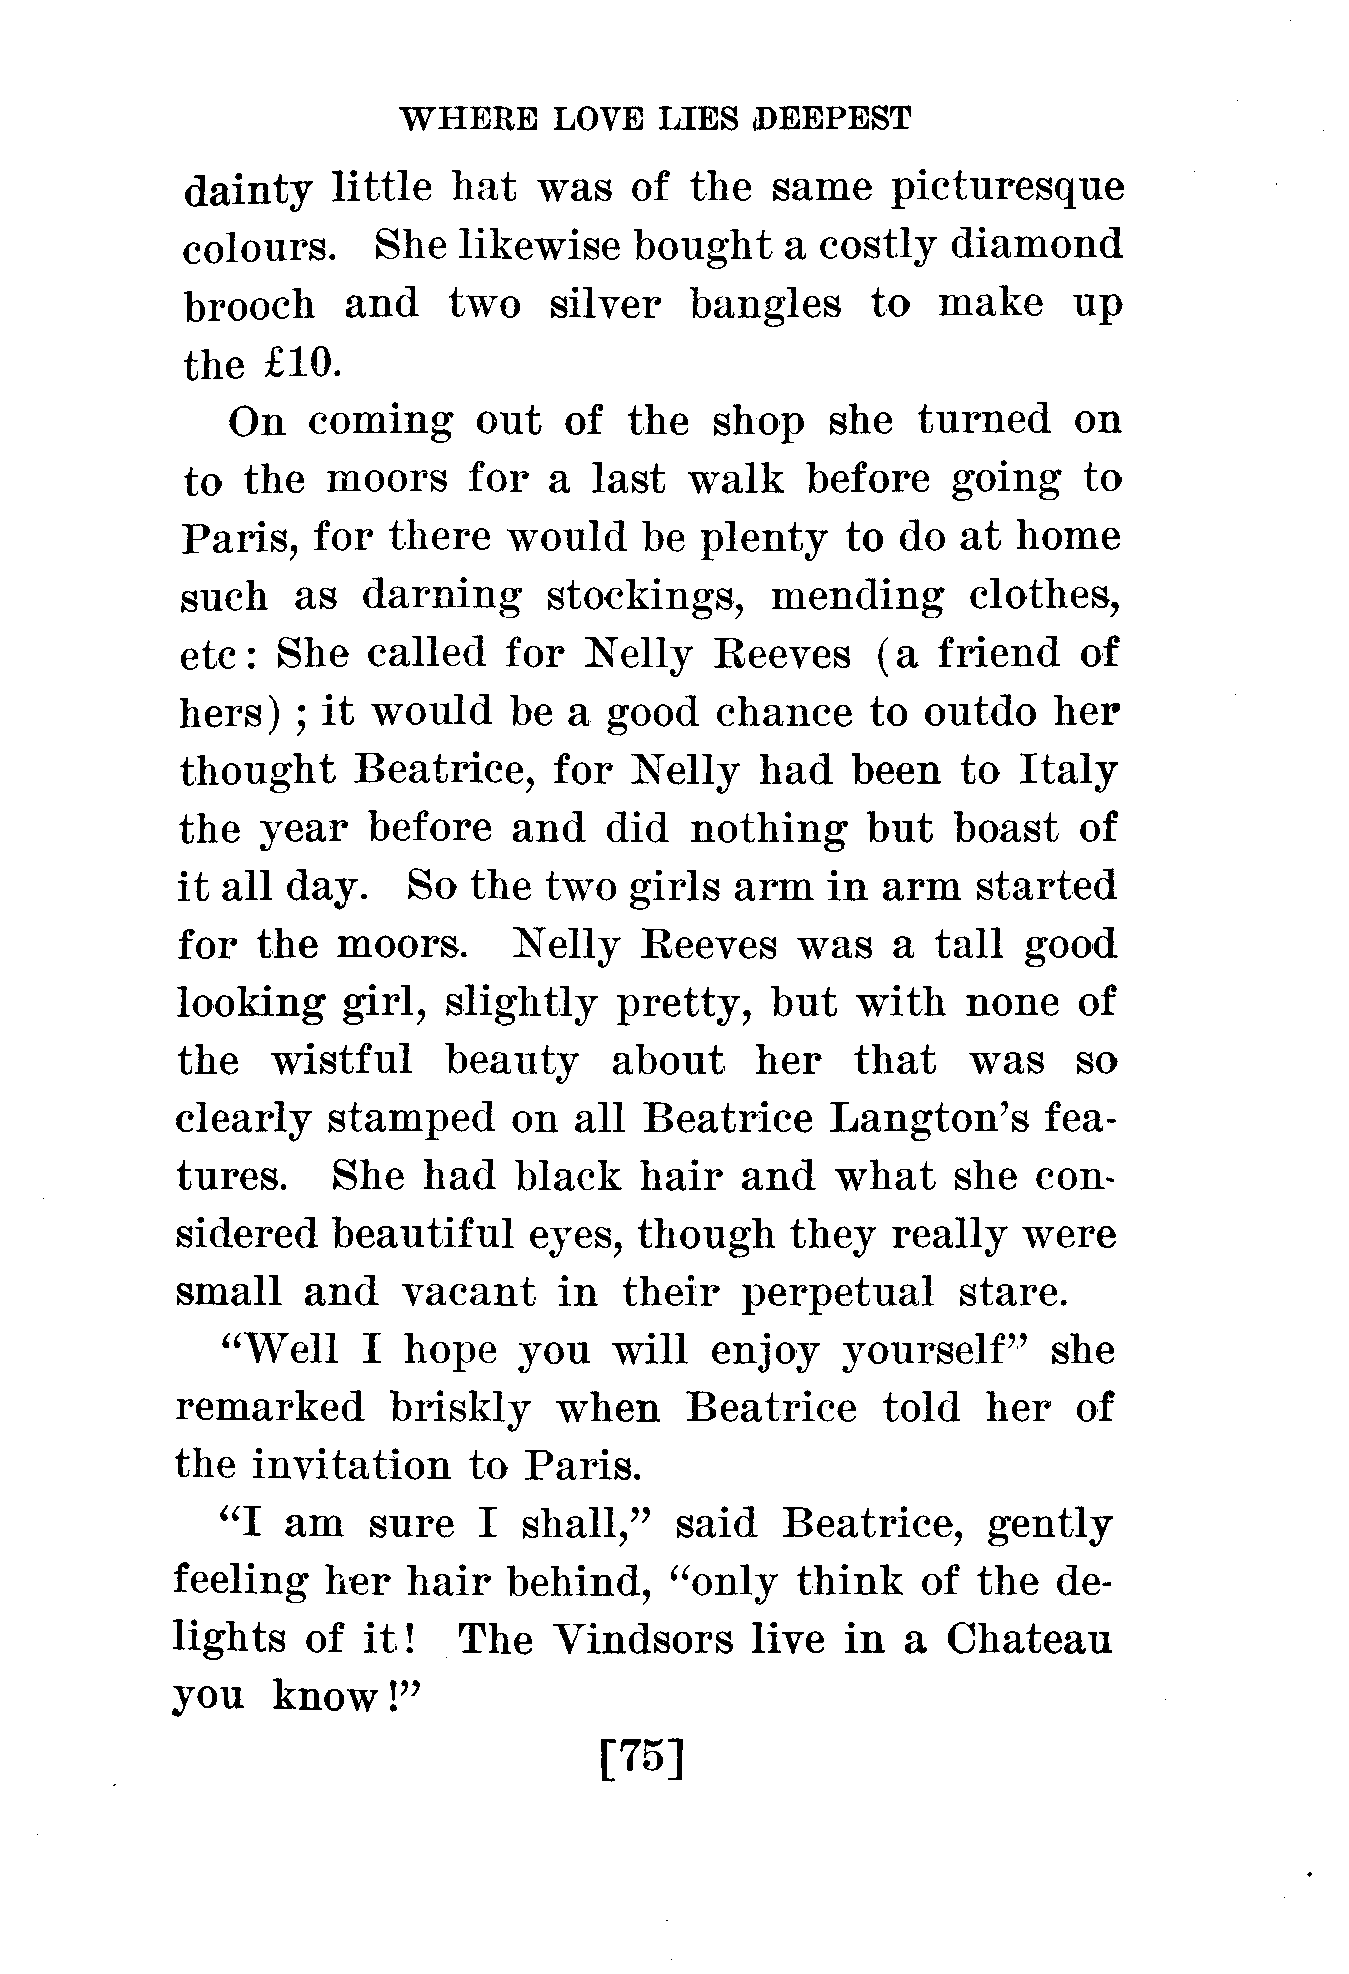 WHERE LOVE LIES DEEPEST
dainty little hat was of the same picturesque
colours. She likewise bought a costly diamond
brooch and two silver bangles to make up
the £10.
On coming out of the shop she turned on
to the moors for a last walk before going to
Paris, for there would be plenty to do at home
such as darning stockings, mending clothes,
etc: She called for Nelly Reeves (a friend of
hers) ; it would be a good chance to outdo her
thought Beatrice, for Nelly had been to Italy
the year before and did nothing but boast of
it all day. So the two girls arm in arm started
for the moors. Nelly Reeves was a tall good
looking girl, slightly pretty, but with none of
the wistful beauty about her that was so
clearly stamped on all Beatrice Langton's fea-
tures. She had black hair and what she con-
sidered beautiful eyes, though they really were
small and vacant in their perpetual stare.
“Well I hope you will enjoy yourself” she
remarked briskly when Beatrice told her of
the invitation to Paris.
“I am sure I shall,” said Beatrice, gently
feeling her hair behind, “only think of the de-
lights of it! The Vindsors live in a Chateau
you know!”
[75]